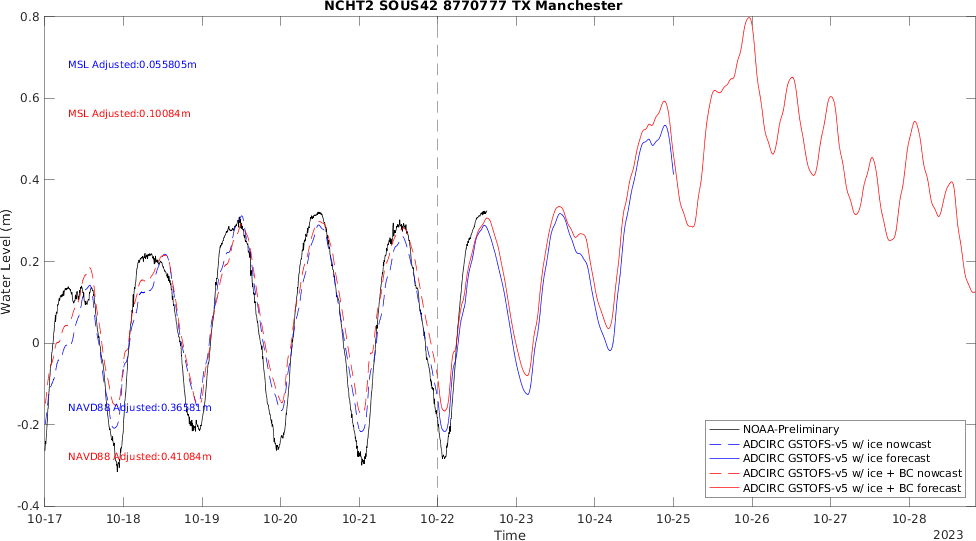 NCHT2 SOUS42 8770777 TX Manchester
0.8
MSL Adjusted:0.055805m
0.6
MSL Adjusted:0.10084m
0.4
Water Level (m)
0.2
0
NAVD88 Adjusted:0.36581m
-0.2
NAVD88 Adjusted:0.41084m
NOAA-Preliminary
ADCIRC GSTOFS-v5 w/ ice nowcast
ADCIRC GSTOFS-v5 w/ ice forecast
ADCIRC GSTOFS-v5 w/ ice + BC nowcast
ADCIRC GSTOFS-v5 w/ ice + BC forecast
-0.4
10-17 10-18 10-19 10-20 10-21 10-22 10-23 10-24 10-25 10-26 10-27 10-28
Time
2023